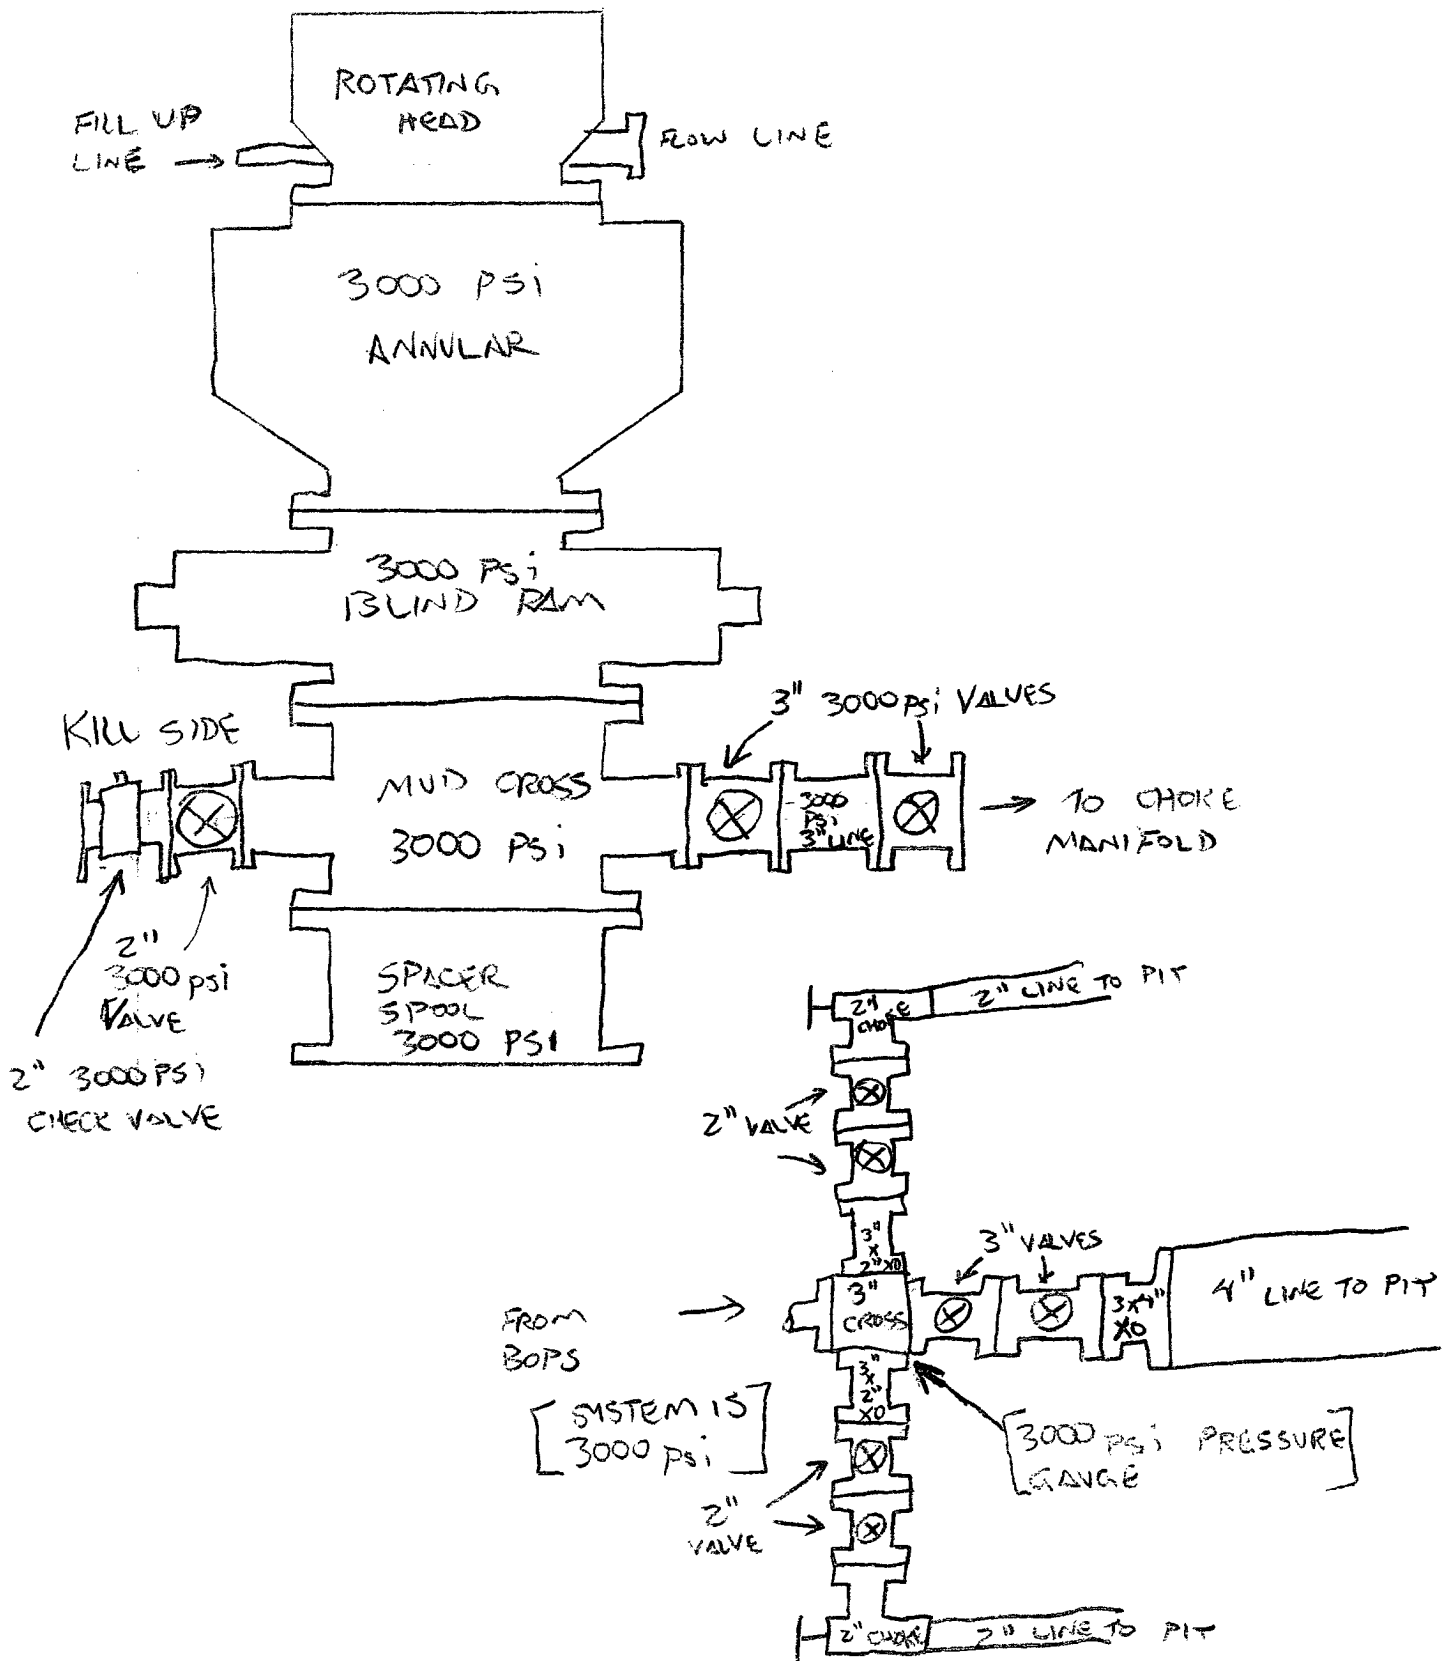 ROTATING
HEAD
FILL UP
LINE
FLOW LINE
3000 PSi
ANNULAR
3000 PSi
BLIND RAM
3" 3000 psi VALVES
KILL SIDE
MUD CROSS
3000 PSi
3000
PSi
3" LINE
TO CHOKE
MANIFOLD
2"
3000 psi
VALVE
2" 3000 PSi
CHECK VALVE
SPACER
SPOOL
3000 PSI
2"
CHOKE
2" LINE TO PIT
2" VALVE
3"
X
2" XO
3" VALVES
3"
CROSS
3x4"
XO
4" LINE TO PIT
FROM
BOPS
3"
X
2"
XO
[SYSTEM IS
3000 psi]
[3000 psi PRESSURE
GAUGE]
2"
VALVE
2" CHOKE
2" LINE TO PIT